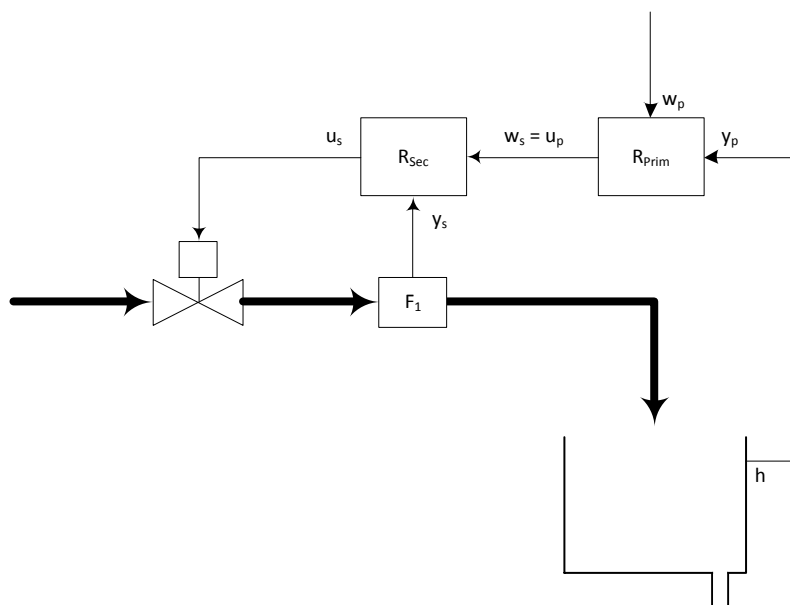 w_p
u_s
R_Sec
w_s = u_p
R_Prim
y_p
y_s
F_1
h